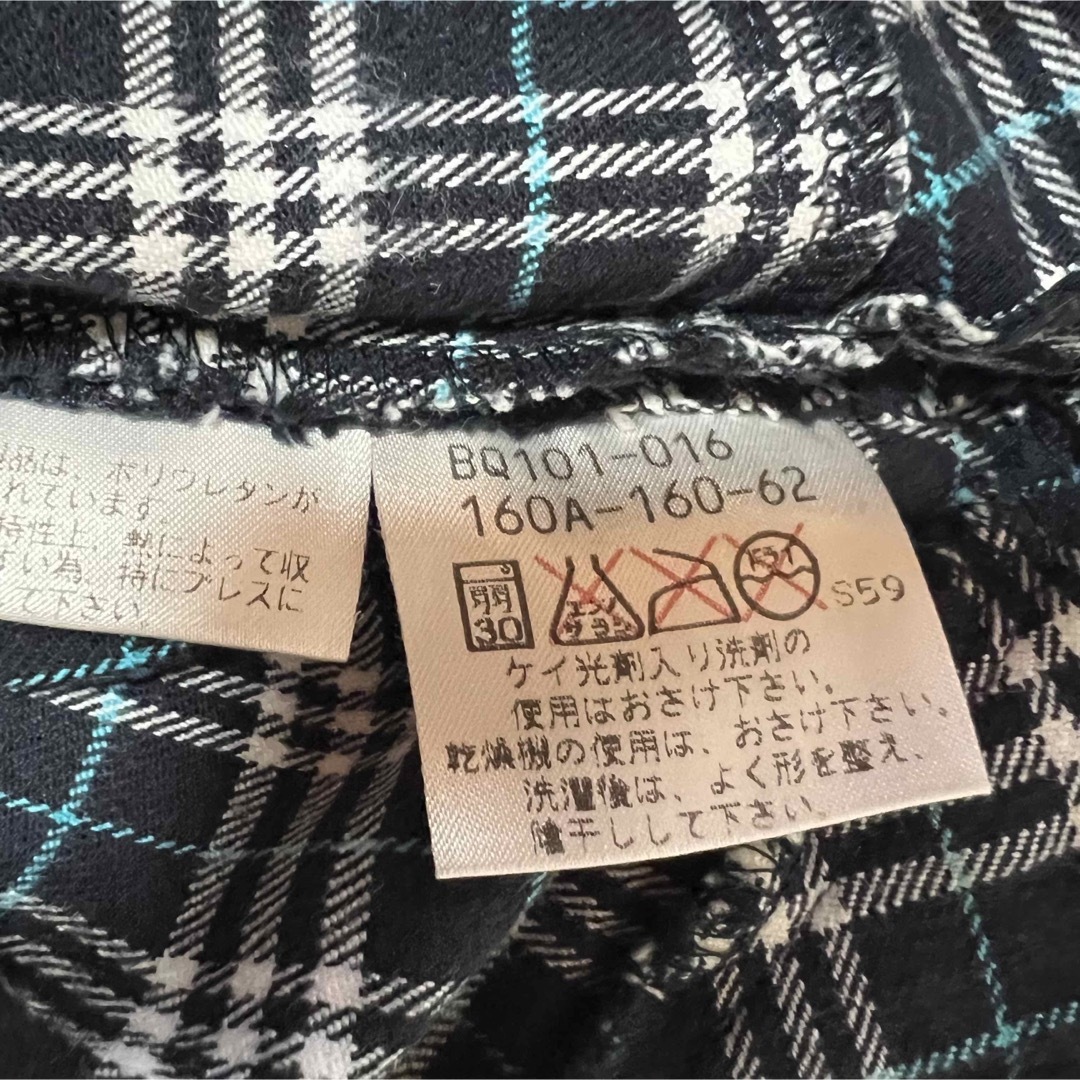 品は、ポリウレタンが
れています。
特性上、熱によって収
すい為、特にプレスに
て下さい。
BQ101-016
160A-160-62
弱
30
エンソ
サラシ
ドライ
S59
ケイ光剤入り洗剤の
使用はおさけ下さい。
乾燥機の使用は、おさけ下さい。
洗濯後は、よく形を整え、
陰干しして下さい。